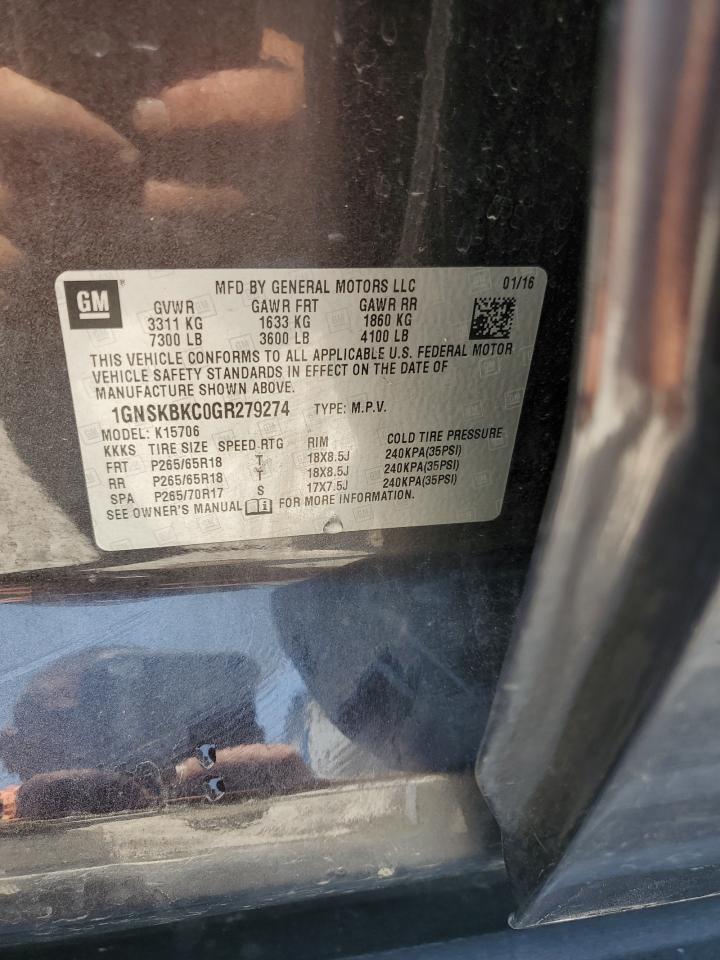 GM ® MFD BY GENERAL MOTORS LLC 01/16
GVWR GAWR FRT GAWR RR
3311 KG 1633 KG 1860 KG
7300 LB 3600 LB 4100 LB
THIS VEHICLE CONFORMS TO ALL APPLICABLE U.S. FEDERAL MOTOR
VEHICLE SAFETY STANDARDS IN EFFECT ON THE DATE OF
MANUFACTURE SHOWN ABOVE.
1GNSKBKC0GR279274 TYPE: M.P.V.
MODEL: K15706
KKKS TIRE SIZE SPEED RTG RIM COLD TIRE PRESSURE
FRT P265/65R18 T 18X8.5J 240KPA(35PSI)
RR P265/65R18 T 18X8.5J 240KPA(35PSI)
SPA P265/70R17 S 17X7.5J 240KPA(35PSI)
SEE OWNER'S MANUAL FOR MORE INFORMATION.